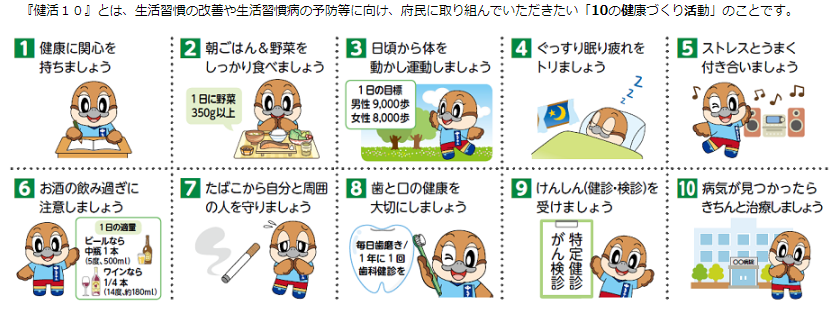 『健活１０』とは、生活習慣の改善や生活習慣病の予防等に向け、府民に取り組んでいただきたい「10の健康づくり活動」のことです。
1 健康に関心を
持ちましょう
2 朝ごはん＆野菜を
しっかり食べましょう
1日に野菜
350g以上
3 日頃から体を
動かし運動しましょう
1日の目標
男性 9,000歩
女性 8,000歩
4 ぐっすり眠り疲れを
トリましょう
z z z
5 ストレスとうまく
付き合いましょう
6 お酒の飲み過ぎに
注意しましょう
1日の適量
ビールなら
中瓶1本
(5度、500ml)
ワインなら
1/4本
(14度、約180ml)
7 たばこから自分と周囲
の人を守りましょう
8 歯と口の健康を
大切にしましょう
毎日歯磨き/
1年に1回
歯科健診を
9 けんしん(健診・検診)を
受けましょう
特定健診
がん検診
10 病気が見つかったら
きちんと治療しましょう
〇〇病院